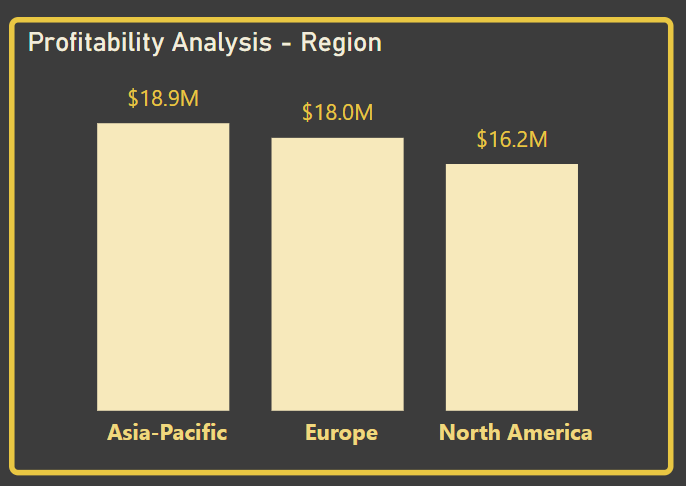 Profitability Analysis - Region
$18.9M
$18.0M
$16.2M
Asia-Pacific
Europe
North America